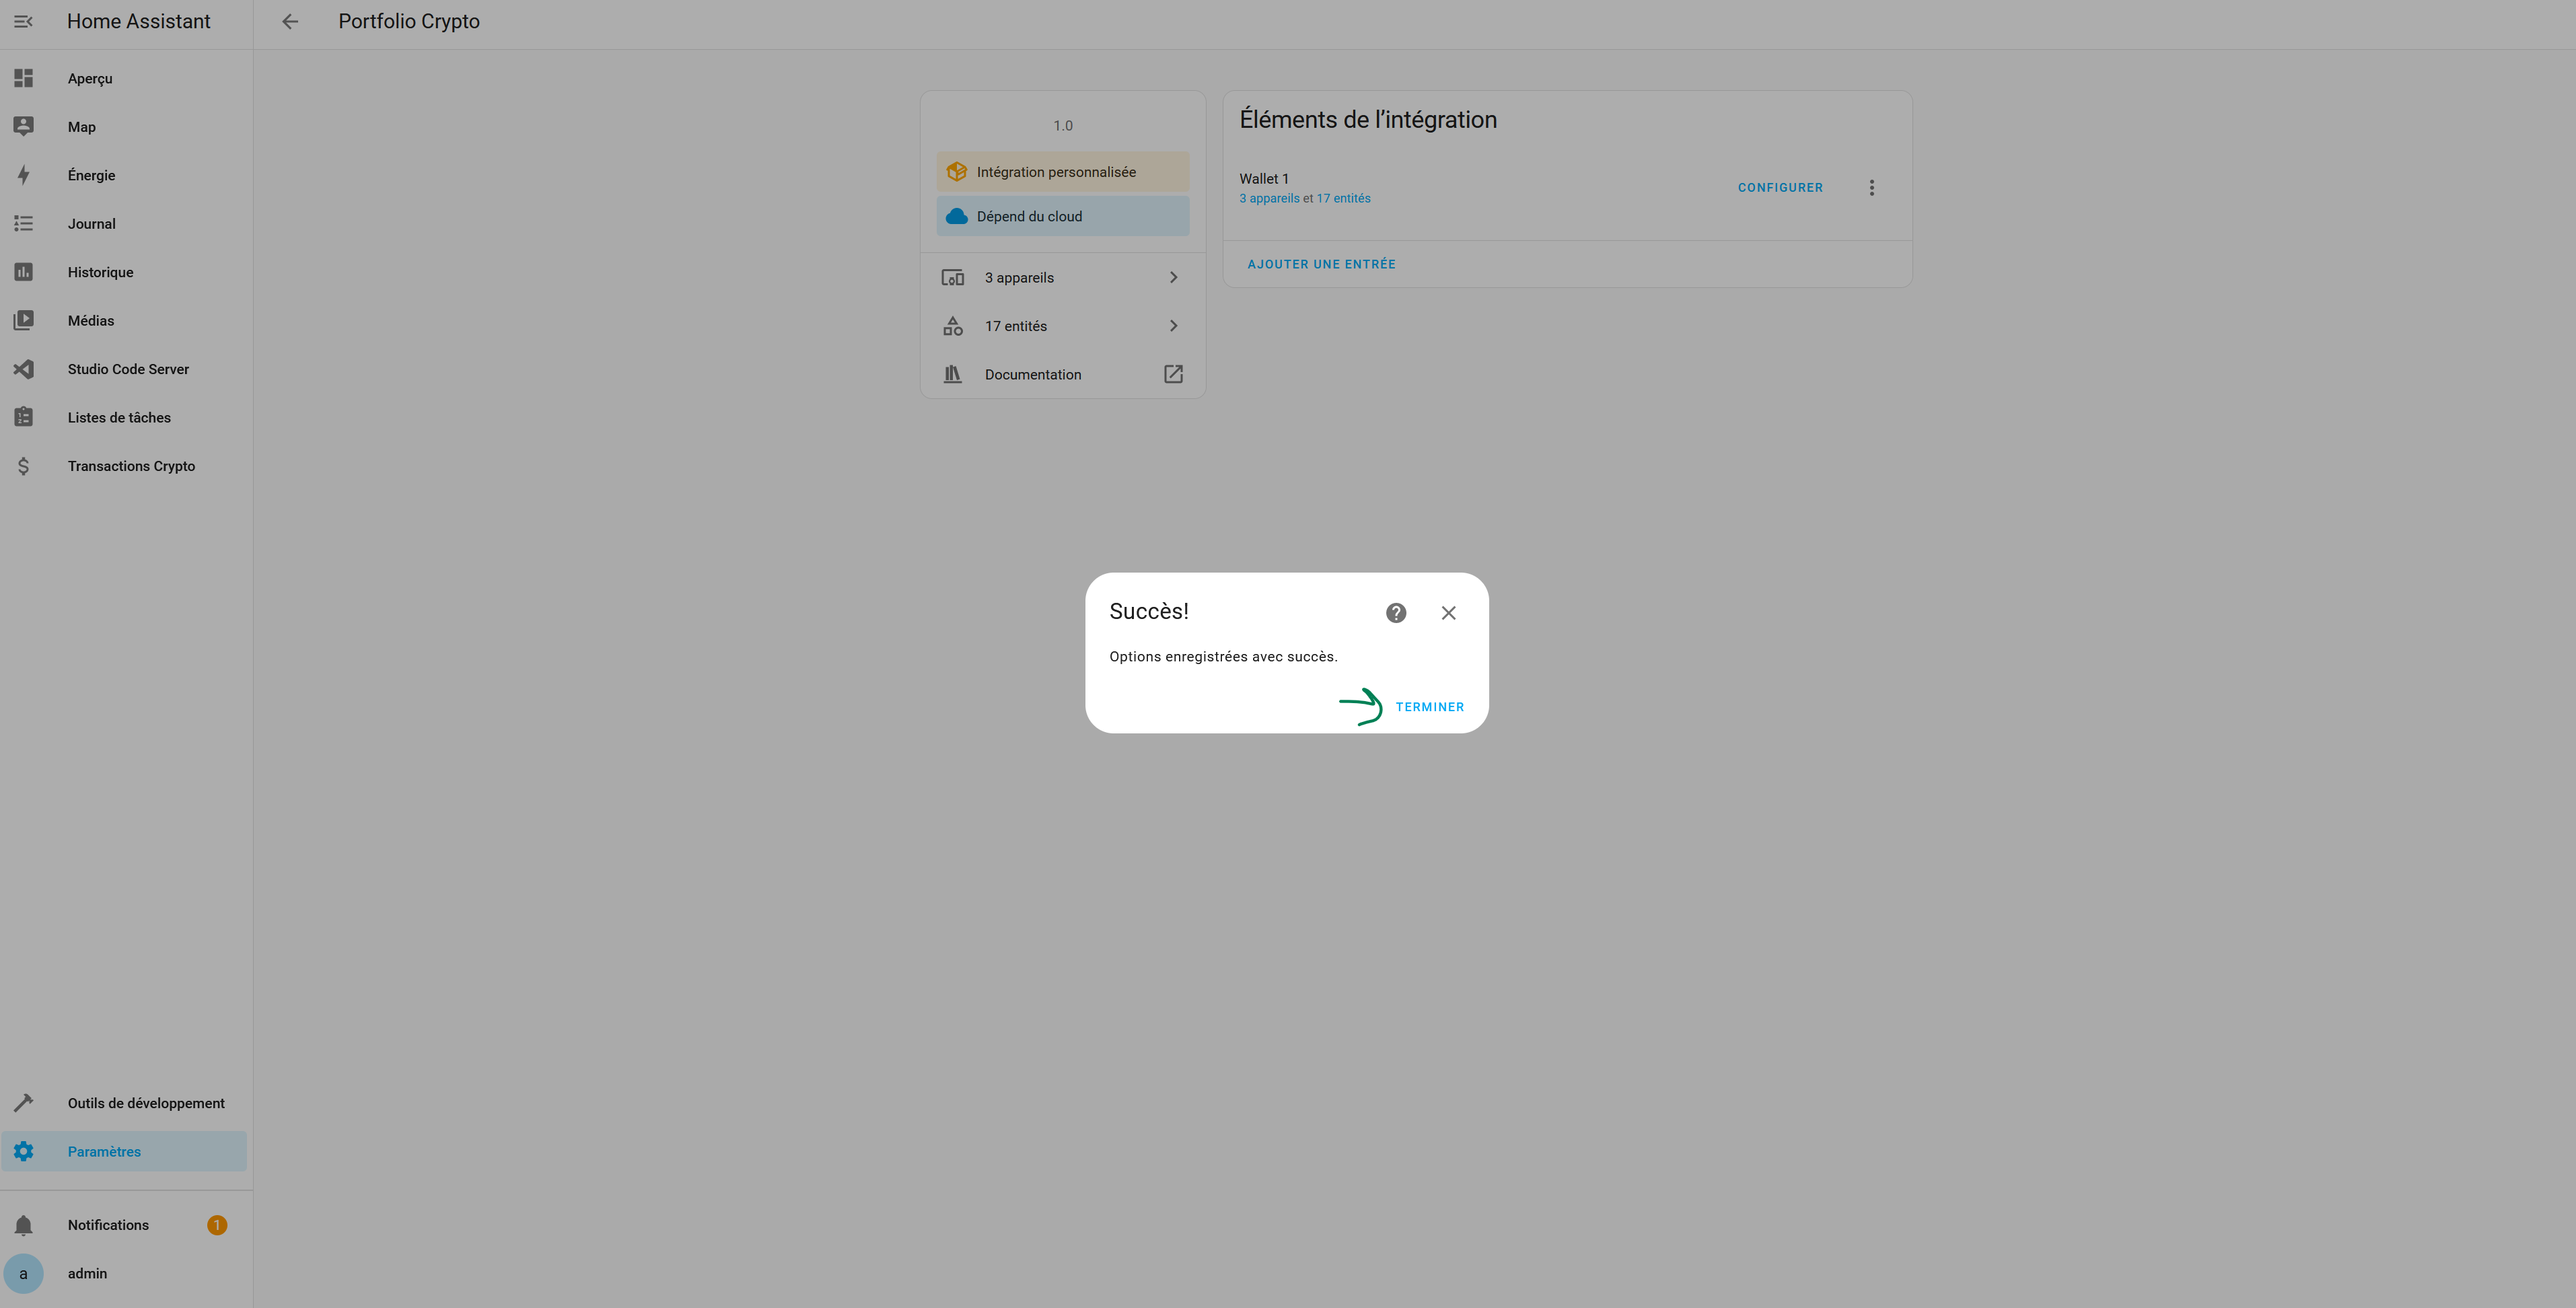 Home Assistant
Portfolio Crypto
Aperçu
Map
Énergie
Journal
Historique
Médias
Studio Code Server
Listes de tâches
Transactions Crypto
Outils de développement
Paramètres
Notifications
1
a
admin
1.0
Intégration personnalisée
Dépend du cloud
3 appareils
17 entités
Documentation
Éléments de l’intégration
Wallet 1
3 appareils et 17 entités
CONFIGURER
AJOUTER UNE ENTRÉE
Succès!
Options enregistrées avec succès.
TERMINER